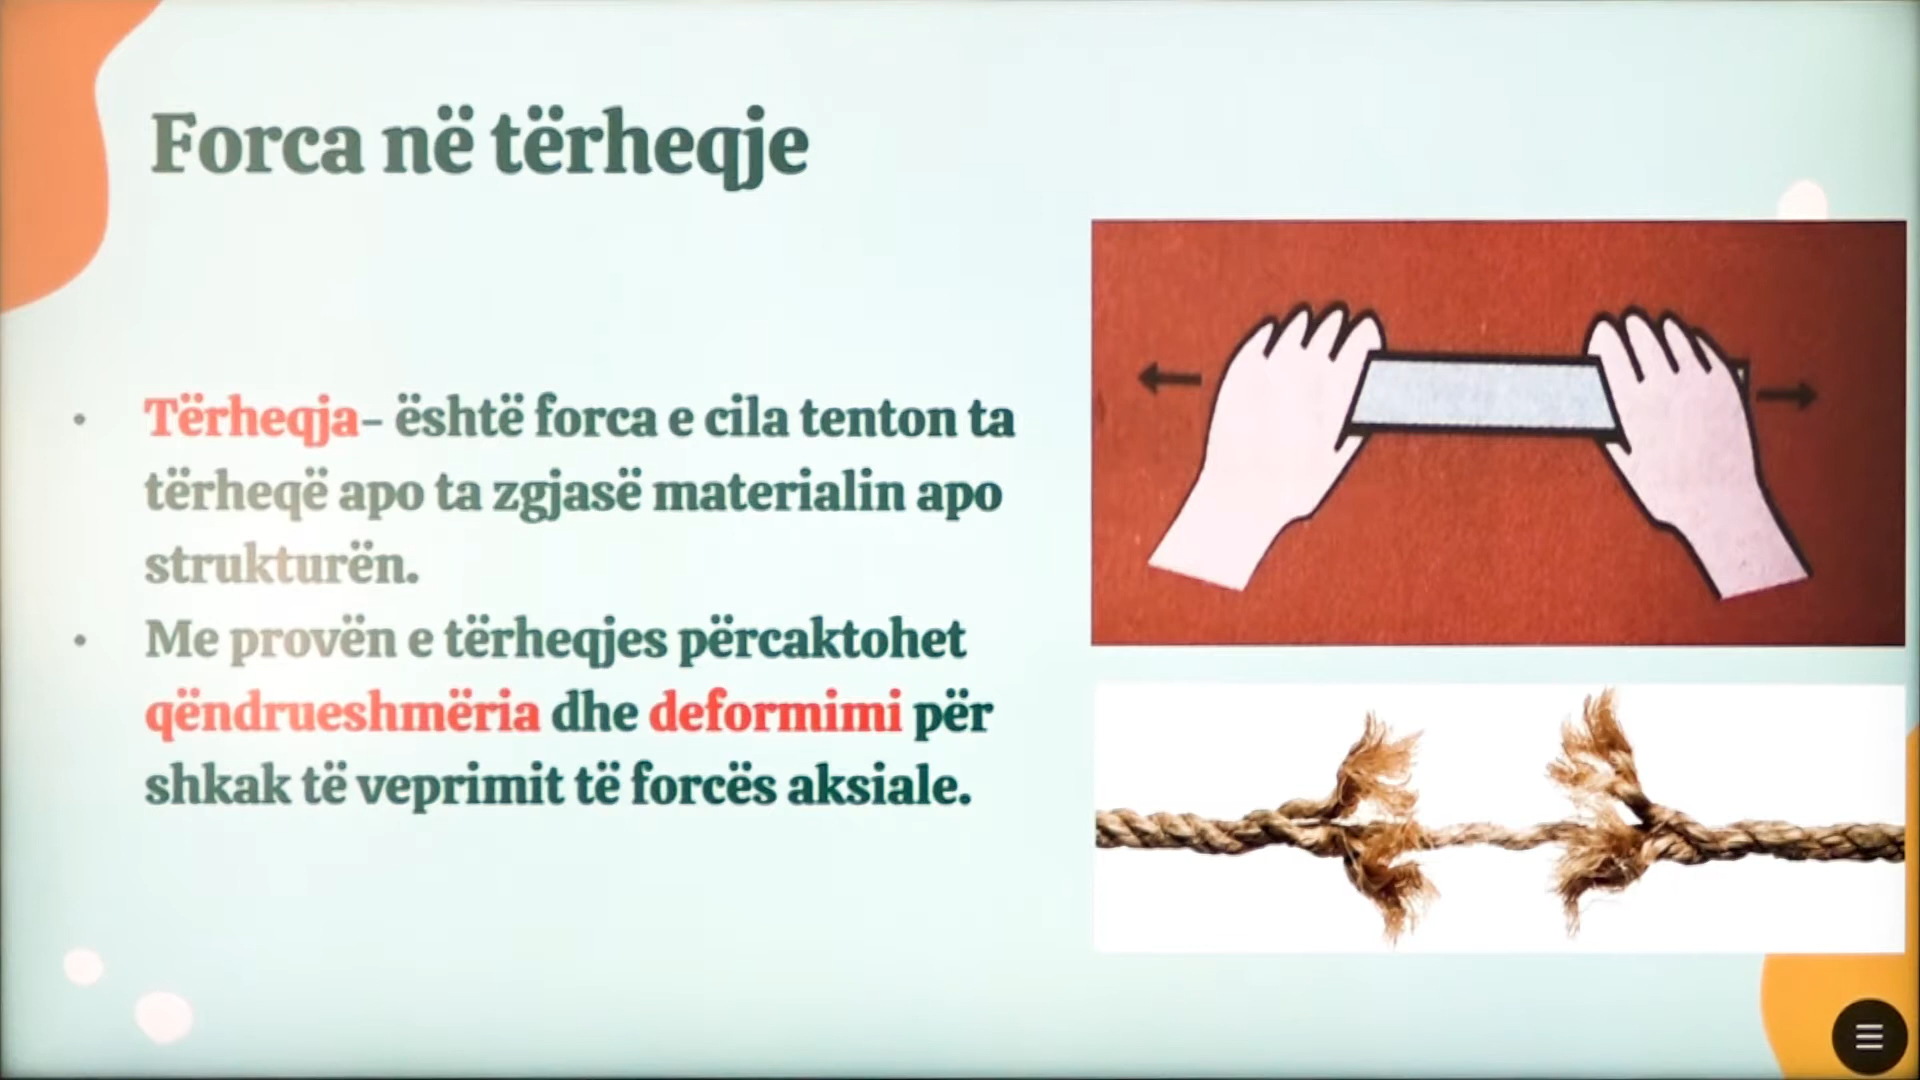 Forca në tërheqje
• Tërheqja- është forca e cila tenton ta
tërheqë apo ta zgjasë materialin apo
strukturën.
• Me provën e tërheqjes përcaktohet
qëndrueshmëria dhe deformimi për
shkak të veprimit të forcës aksiale.